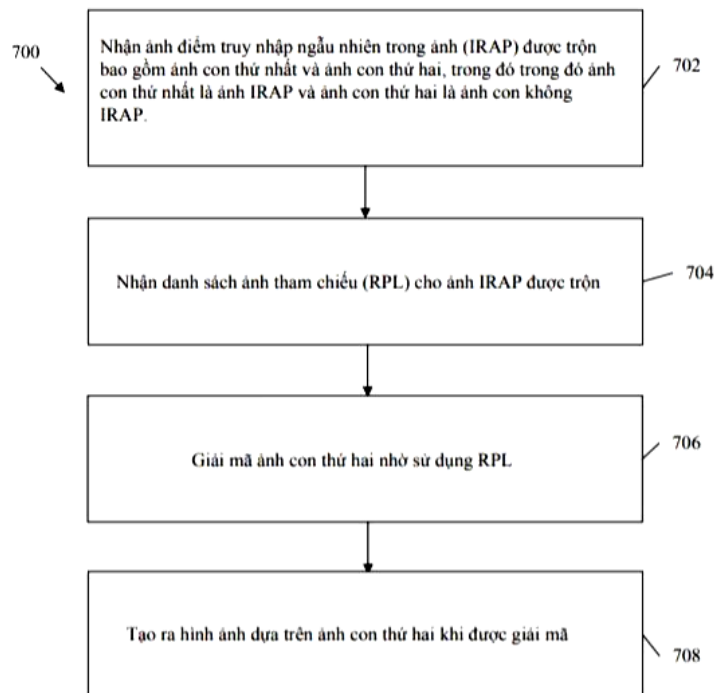 700
Nhận ảnh điểm truy nhập ngẫu nhiên trong ảnh (IRAP) được trộn
bao gồm ảnh con thứ nhất và ảnh con thứ hai, trong đó trong đó ảnh
con thứ nhất là ảnh IRAP và ảnh con thứ hai là ảnh con không
IRAP.
702
Nhận danh sách ảnh tham chiếu (RPL) cho ảnh IRAP được trộn
704
Giải mã ảnh con thứ hai nhờ sử dụng RPL
706
Tạo ra hình ảnh dựa trên ảnh con thứ hai khi được giải mã
708